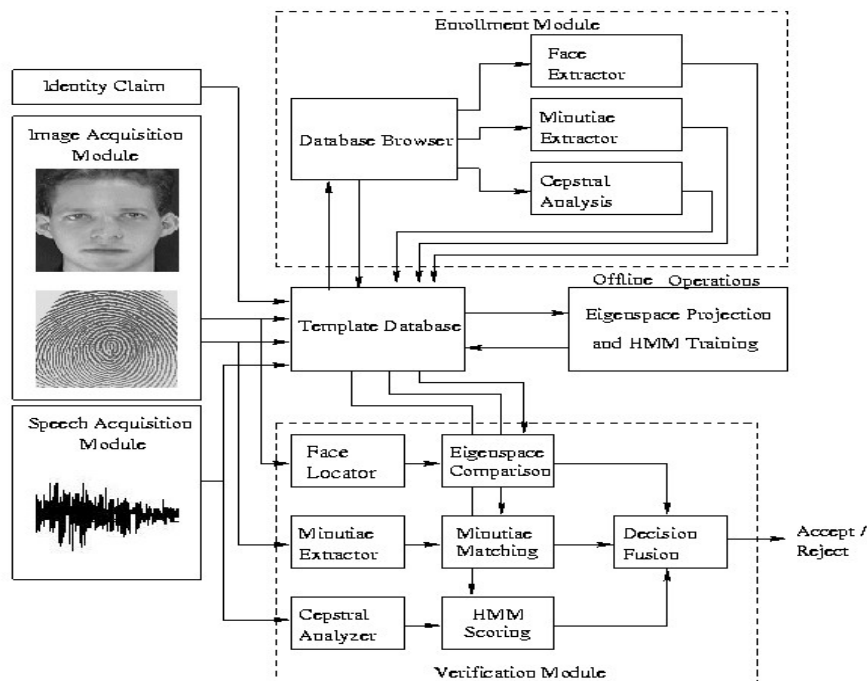 Enrollment Module
Face
Extractor
Identity Claim
Image Acquisition
Module
Database Browser
Minutiae
Extractor
Cepstral
Analysis
Offline Operations
Template Database
Eigenspace Projection
and HMM Training
Speech Acquisition
Module
Face
Locator
Eigenspace
Comparison
Minutiae
Extractor
Minutiae
Matching
Decision
Fusion
Accept /
Reject
Cepstral
Analyzer
HMM
Scoring
Verification Module